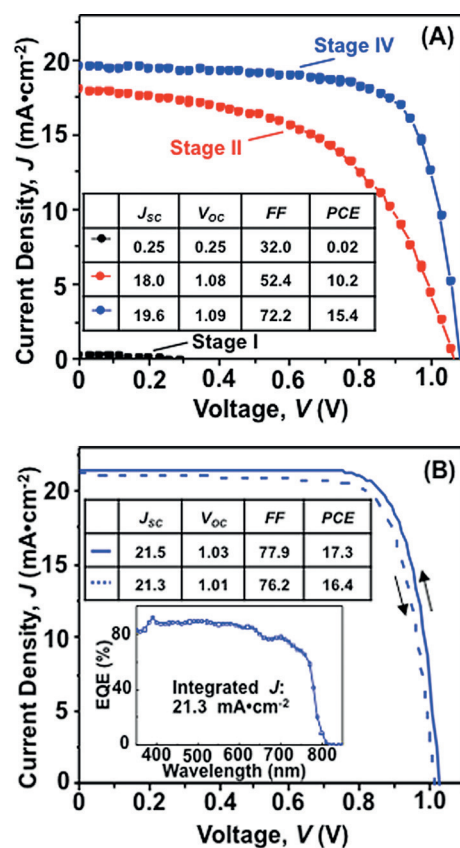 (A)
20
15
10
5
0
Current Density, J (mA•cm-2)
Stage IV
Stage II
JSC VOC FF PCE
0.25 0.25 32.0 0.02
18.0 1.08 52.4 10.2
19.6 1.09 72.2 15.4
Stage I
0 0.2 0.4 0.6 0.8 1.0
Voltage, V (V)
(B)
20
15
10
5
0
Current Density, J (mA•cm-2)
JSC VOC FF PCE
21.5 1.03 77.9 17.3
21.3 1.01 76.2 16.4
80
40
0
EQE (%)
Integrated J:
21.3 mA•cm-2
400 500 600 700 800
Wavelength (nm)
0 0.2 0.4 0.6 0.8 1.0
Voltage, V (V)